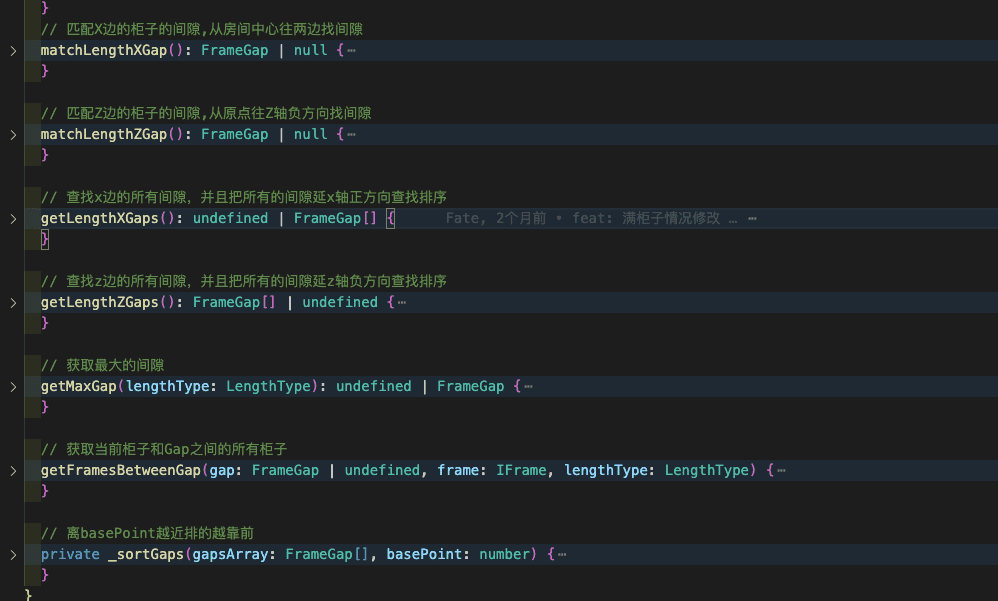 }
// 匹配X边的柜子的间隙,从房间中心往两边找间隙
matchLengthXGap(): FrameGap | null {⋯
}
// 匹配Z边的柜子的间隙,从原点往Z轴负方向找间隙
matchLengthZGap(): FrameGap | null {⋯
}
// 查找x边的所有间隙，并且把所有的间隙延x轴正方向查找排序
getLengthXGaps(): undefined | FrameGap[] { Fate, 2个月前 • feat: 满柜子情况修改 … ⋯
}
// 查找z边的所有间隙，并且把所有的间隙延z轴负方向查找排序
getLengthZGaps(): FrameGap[] | undefined {⋯
}
// 获取最大的间隙
getMaxGap(lengthType: LengthType): undefined | FrameGap {⋯
}
// 获取当前柜子和Gap之间的所有柜子
getFramesBetweenGap(gap: FrameGap | undefined, frame: IFrame, lengthType: LengthType) {⋯
}
// 离basePoint越近排的越靠前
private _sortGaps(gapsArray: FrameGap[], basePoint: number) {⋯
}
}